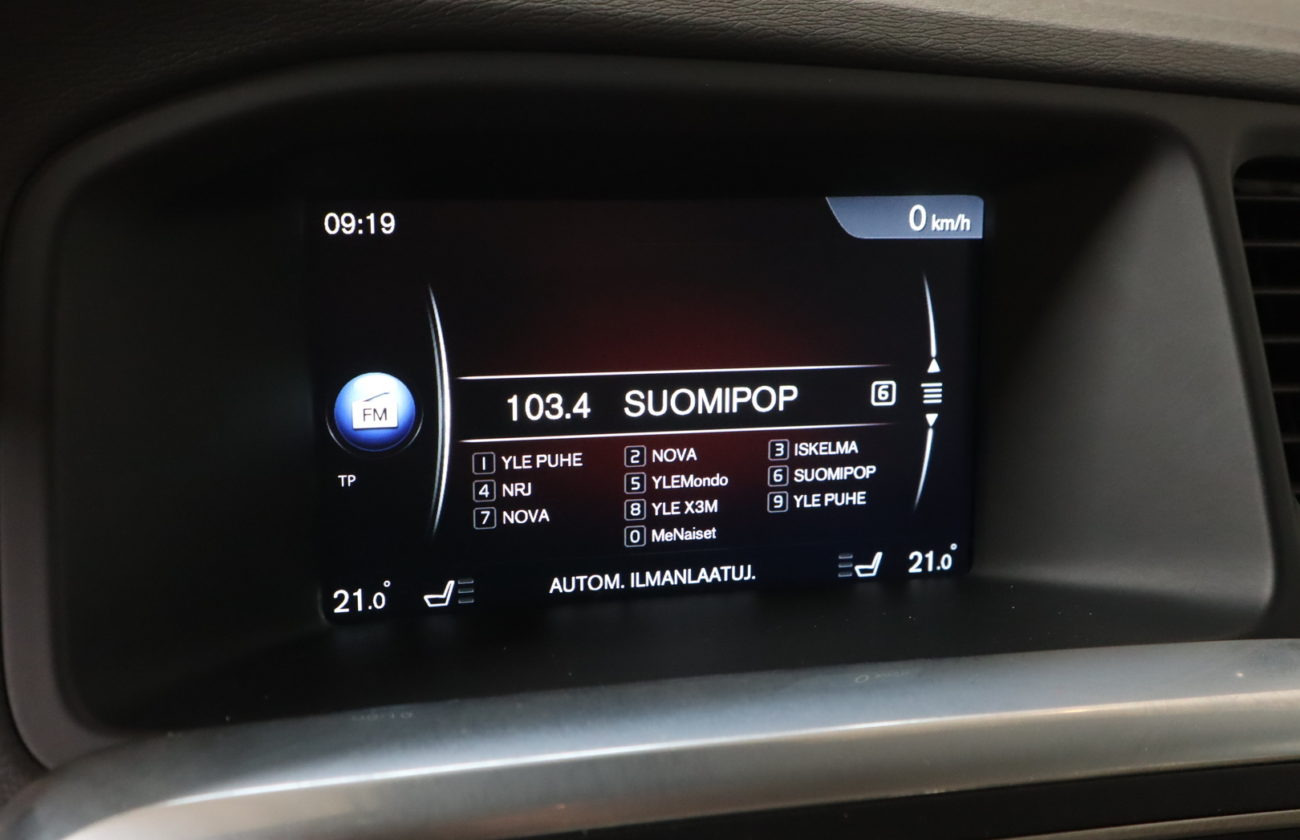 09:19
0 km/h
FM
103.4 SUOMIPOP 6
TP
1 YLE PUHE 2 NOVA 3 ISKELMA
4 NRJ 5 YLEMondo 6 SUOMIPOP
7 NOVA 8 YLE X3M 9 YLE PUHE
0 MeNaiset
21.0° AUTOM. ILMANLAATUJ. 21.0°